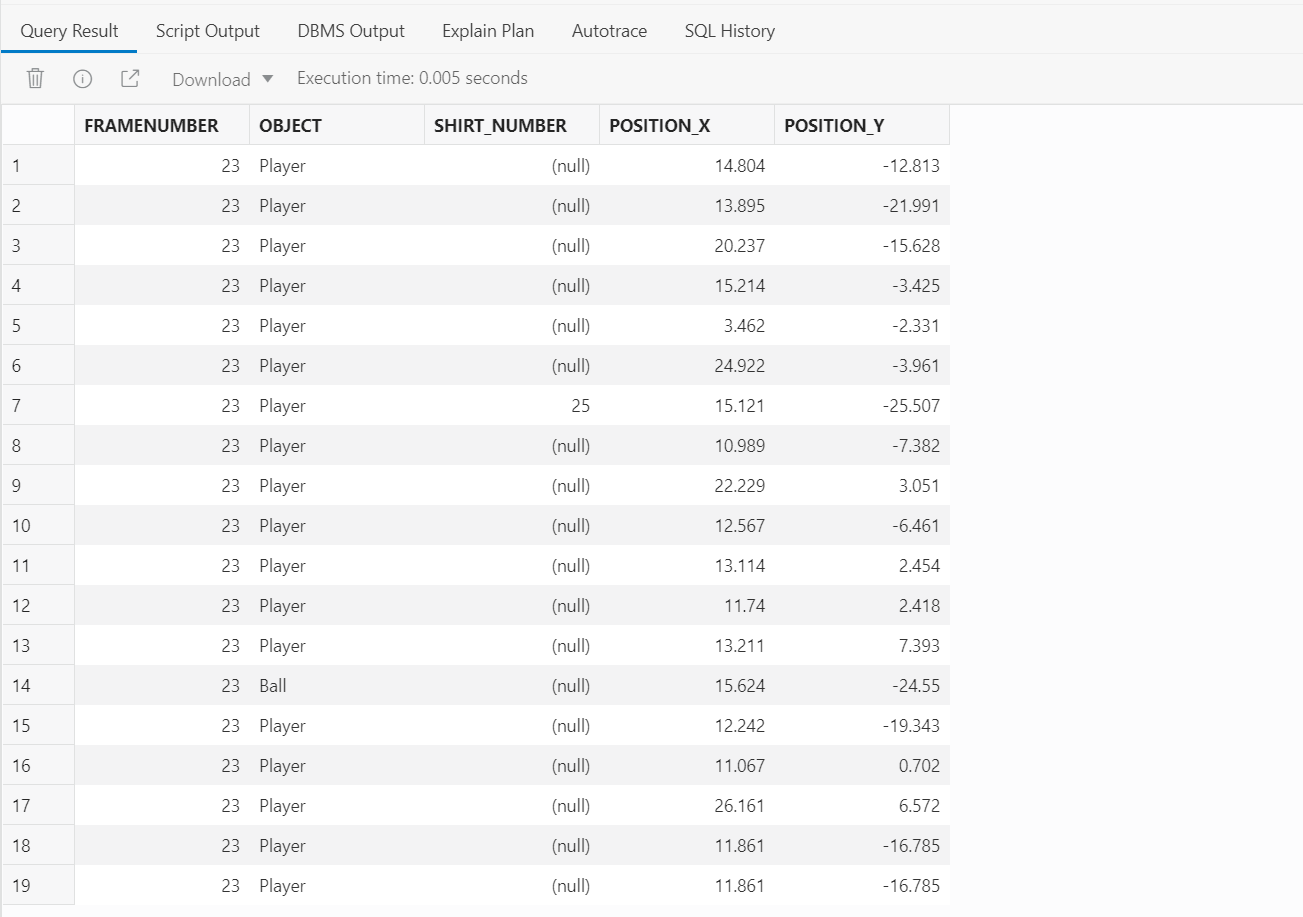 Query Result Script Output DBMS Output Explain Plan Autotrace SQL History
Download Execution time: 0.005 seconds
FRAMENUMBER OBJECT SHIRT_NUMBER POSITION_X POSITION_Y
1 23 Player (null) 14.804 -12.813
2 23 Player (null) 13.895 -21.991
3 23 Player (null) 20.237 -15.628
4 23 Player (null) 15.214 -3.425
5 23 Player (null) 3.462 -2.331
6 23 Player (null) 24.922 -3.961
7 23 Player 25 15.121 -25.507
8 23 Player (null) 10.989 -7.382
9 23 Player (null) 22.229 3.051
10 23 Player (null) 12.567 -6.461
11 23 Player (null) 13.114 2.454
12 23 Player (null) 11.74 2.418
13 23 Player (null) 13.211 7.393
14 23 Ball (null) 15.624 -24.55
15 23 Player (null) 12.242 -19.343
16 23 Player (null) 11.067 0.702
17 23 Player (null) 26.161 6.572
18 23 Player (null) 11.861 -16.785
19 23 Player (null) 11.861 -16.785